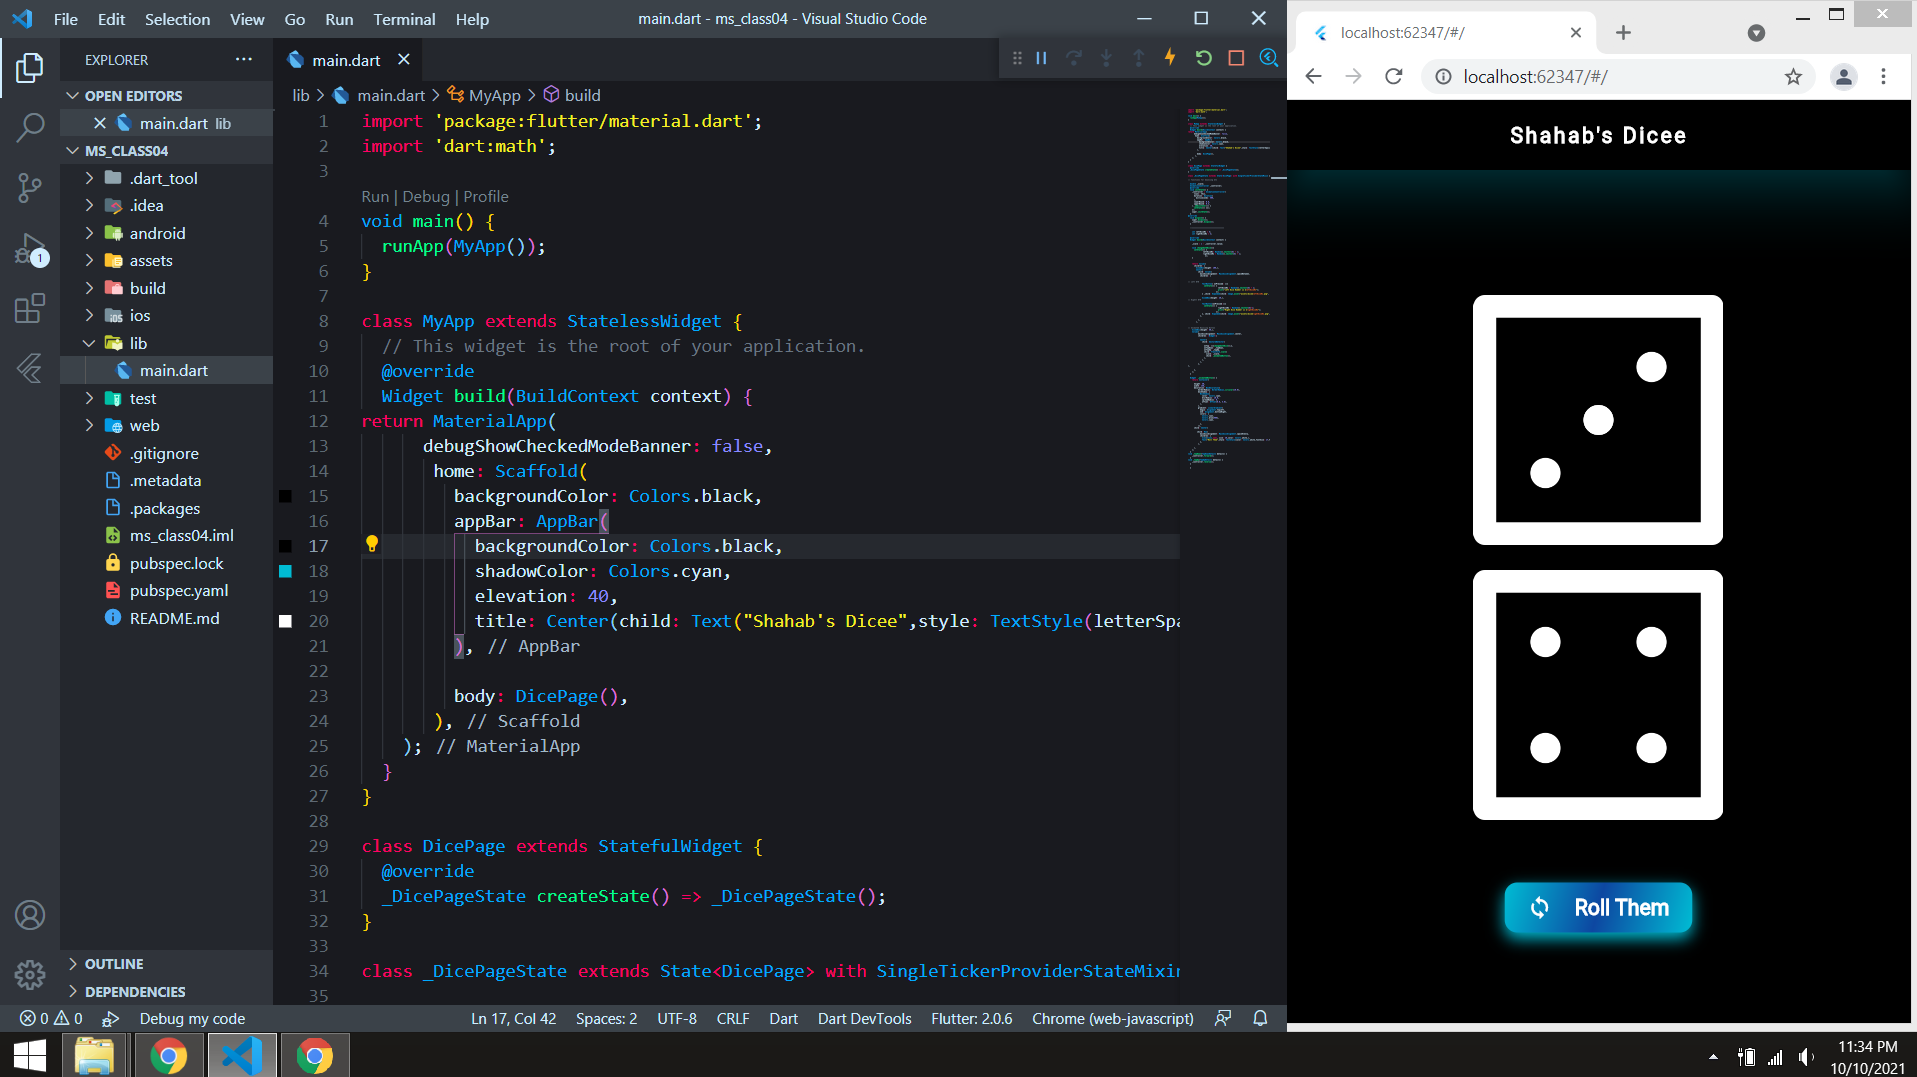 File Edit Selection View Go Run Terminal Help
main.dart - ms_class04 - Visual Studio Code
EXPLORER
OPEN EDITORS
main.dart lib
MS_CLASS04
.dart_tool
.idea
android
assets
build
ios
lib
main.dart
test
web
.gitignore
.metadata
.packages
ms_class04.iml
pubspec.lock
pubspec.yaml
README.md
OUTLINE
DEPENDENCIES
1
main.dart
lib > main.dart > MyApp > build
1 import 'package:flutter/material.dart';
2 import 'dart:math';
3
Run | Debug | Profile
4 void main() {
5 runApp(MyApp());
6 }
7
8 class MyApp extends StatelessWidget {
9 // This widget is the root of your application.
10 @override
11 Widget build(BuildContext context) {
12 return MaterialApp(
13 debugShowCheckedModeBanner: false,
14 home: Scaffold(
15 backgroundColor: Colors.black,
16 appBar: AppBar(
17 backgroundColor: Colors.black,
18 shadowColor: Colors.cyan,
19 elevation: 40,
20 title: Center(child: Text("Shahab's Dicee",style: TextStyle(letterSpa
21 ), // AppBar
22
23 body: DicePage(),
24 ), // Scaffold
25 ); // MaterialApp
26 }
27 }
28
29 class DicePage extends StatefulWidget {
30 @override
31 _DicePageState createState() => _DicePageState();
32 }
33
34 class _DicePageState extends State<DicePage> with SingleTickerProviderStateMixin
35
0 0 Debug my code
Ln 17, Col 42 Spaces: 2 UTF-8 CRLF Dart Dart DevTools Flutter: 2.0.6 Chrome (web-javascript)
localhost:62347/#/
localhost:62347/#/
Shahab's Dicee
Roll Them
11:34 PM
10/10/2021